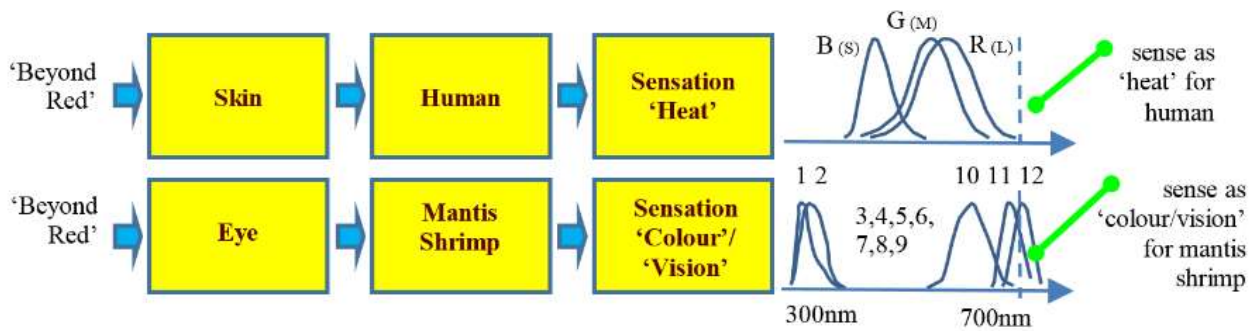 ‘Beyond
Red’
Skin
Human
Sensation
‘Heat’
B (S)
G (M)
R (L)
sense as
‘heat’ for
human
‘Beyond
Red’
Eye
Mantis
Shrimp
Sensation
‘Colour’/
‘Vision’
1 2
3,4,5,6,
7,8,9
10 11 12
300nm
700nm
sense as
‘colour/vision’
for mantis
shrimp